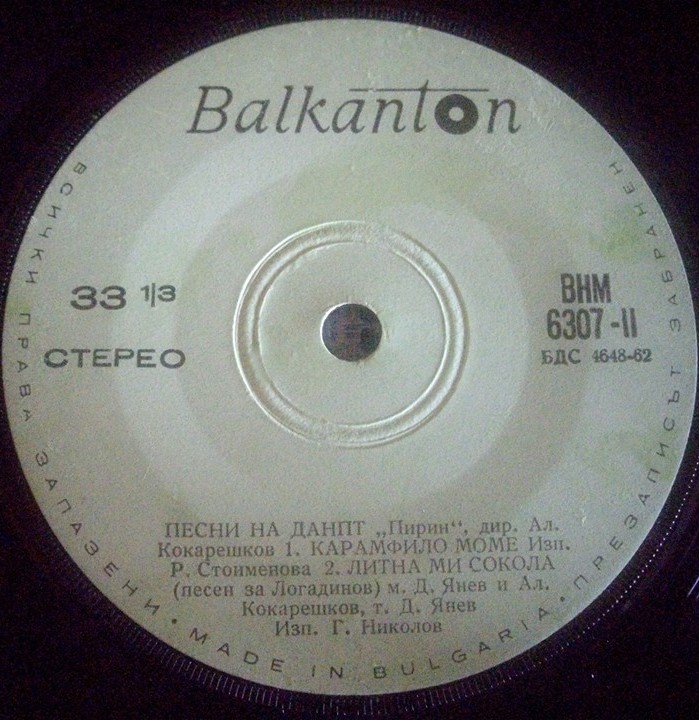 Balkanton
33 1/3
СТЕРЕО
ВНМ
6307-II
БДС 4648-62
ПЕСНИ НА ДАНПТ „Пирин“, дир. Ал.
Кокарешков 1. КАРАМФИЛО МОМЕ Изп.
Р. Стоименова 2. ЛИТНА МИ СОКОЛА
(песен за Логадинов) м. Д. Янев и Ал.
Кокарешков, т. Д. Янев
Изп. Г. Николов
ВСИЧКИ ПРАВА ЗАПАЗЕНИ • MADE IN BULGARIA • ПРЕЗАПИСЪТ ЗАБРАНЕН